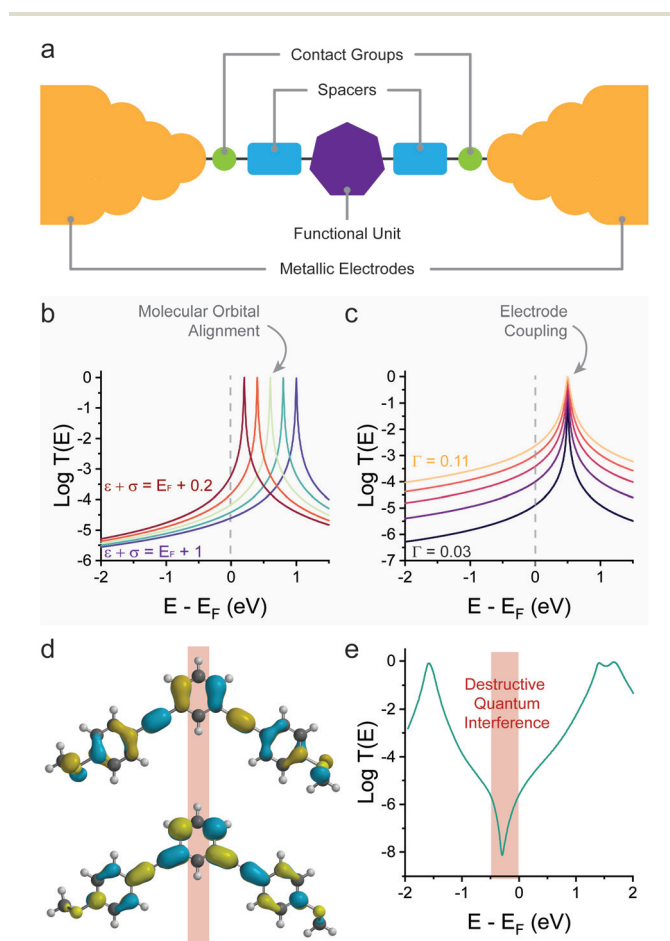 a
Contact Groups
Spacers
Functional Unit
Metallic Electrodes
b
Molecular Orbital
Alignment
Log T(E)
0
-1
-2
-3
-4
-5
-6
ε + σ = EF + 0.2
ε + σ = EF + 1
-2
-1
0
1
E - EF (eV)
c
Electrode
Coupling
Log T(E)
0
-1
-2
-3
-4
-5
-6
Γ = 0.11
Γ = 0.03
-2
-1
0
1
E - EF (eV)
d
e
Destructive
Quantum
Interference
Log T(E)
0
-2
-4
-6
-8
-2
-1
0
1
2
E - EF (eV)